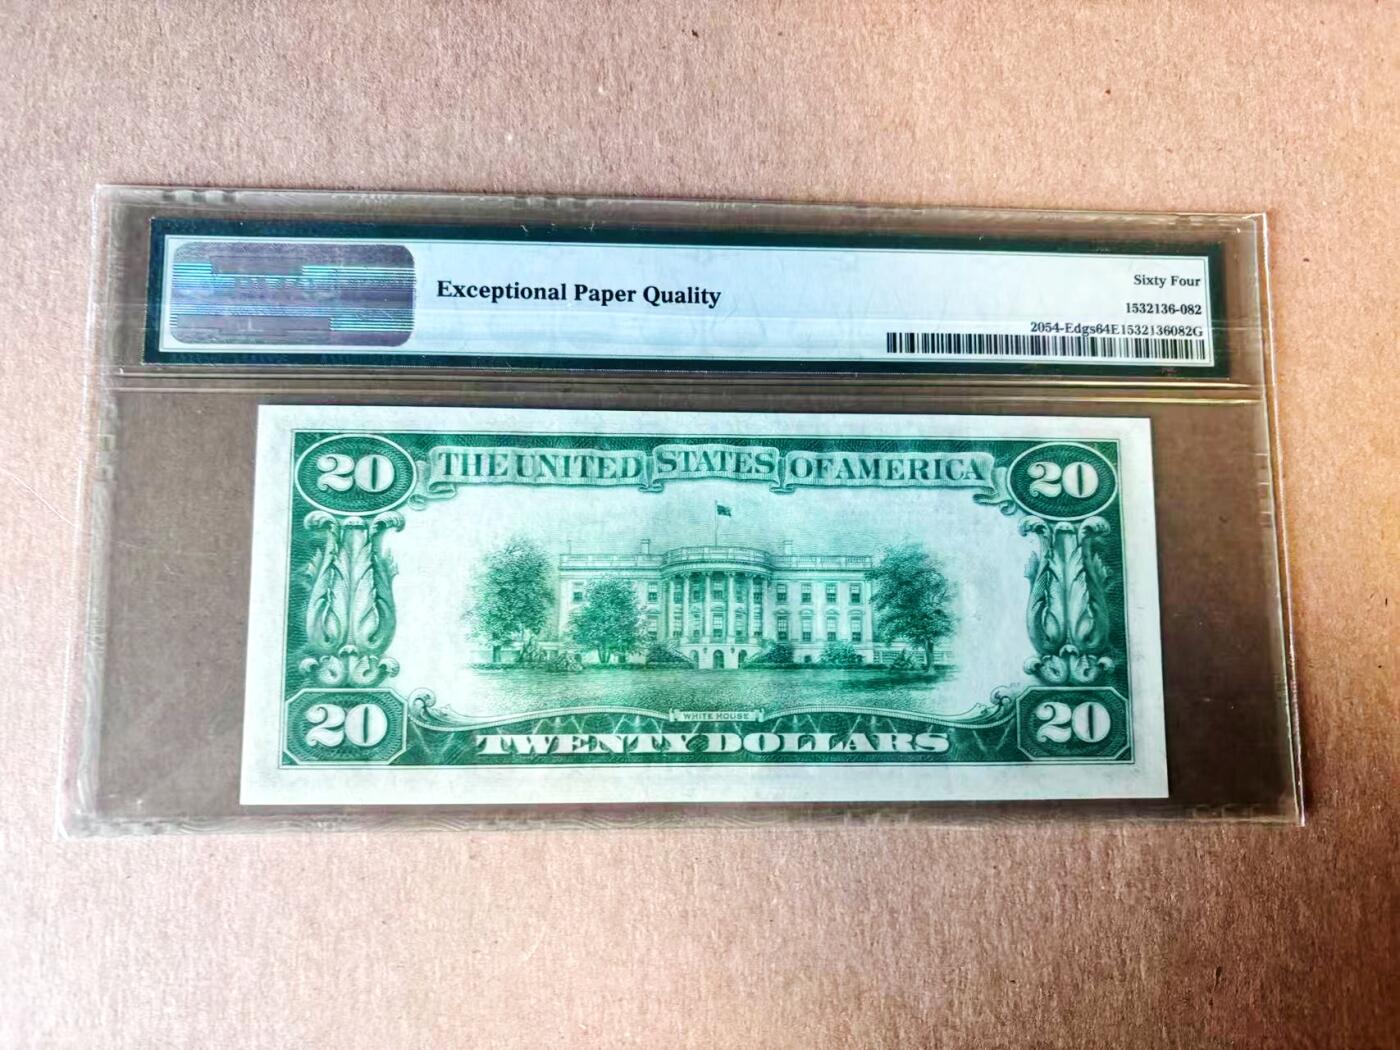 Exceptional Paper Quality
Sixty Four
1532136-082
2054-Edgs64E1532136082G
20 THE UNITED STATES OF AMERICA 20
WHITE HOUSE
20 TWENTY DOLLARS 20